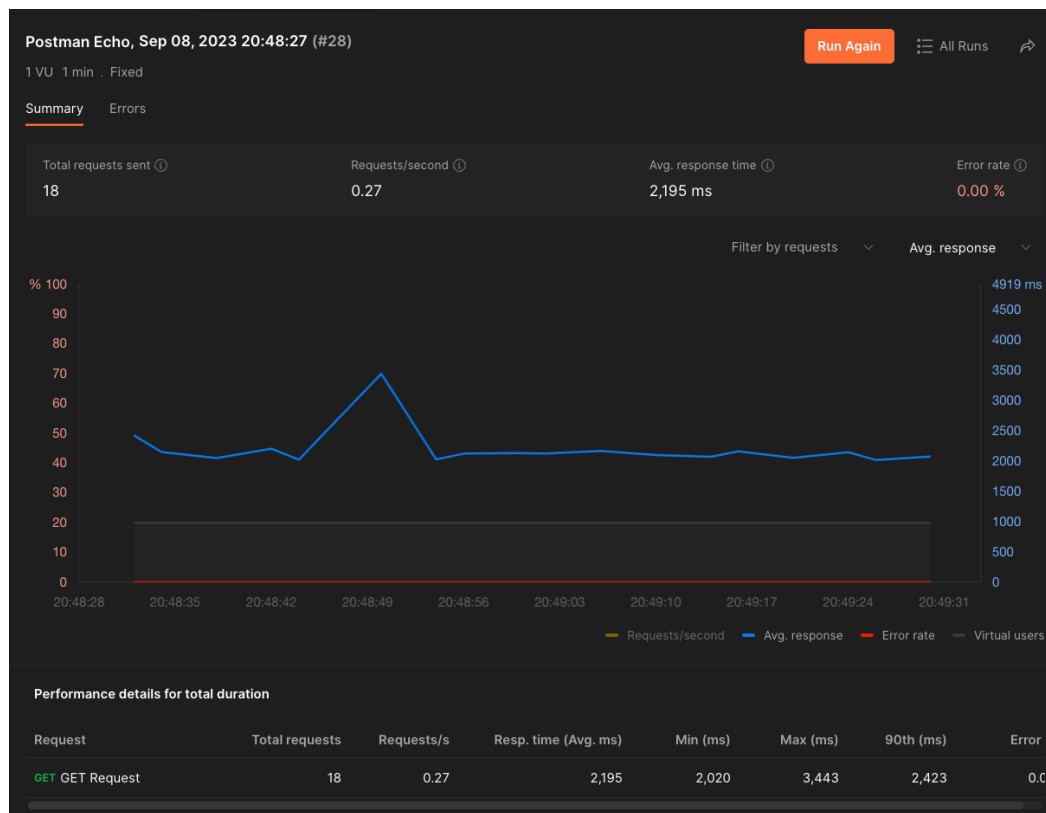 Postman Echo, Sep 08, 2023 20:48:27 (#28)
Run Again
All Runs
1 VU 1 min . Fixed
Summary Errors
Total requests sent Requests/second Avg. response time Error rate
18 0.27 2,195 ms 0.00 %
Filter by requests Avg. response
% 100 4919 ms
90 4500
80 4000
70 3500
60 3000
50 2500
40 2000
30 1500
20 1000
10 500
0 0
20:48:28 20:48:35 20:48:42 20:48:49 20:48:56 20:49:03 20:49:10 20:49:17 20:49:24 20:49:31
Requests/second Avg. response Error rate Virtual users
Performance details for total duration
Request Total requests Requests/s Resp. time (Avg. ms) Min (ms) Max (ms) 90th (ms) Error
GET GET Request 18 0.27 2,195 2,020 3,443 2,423 0.0